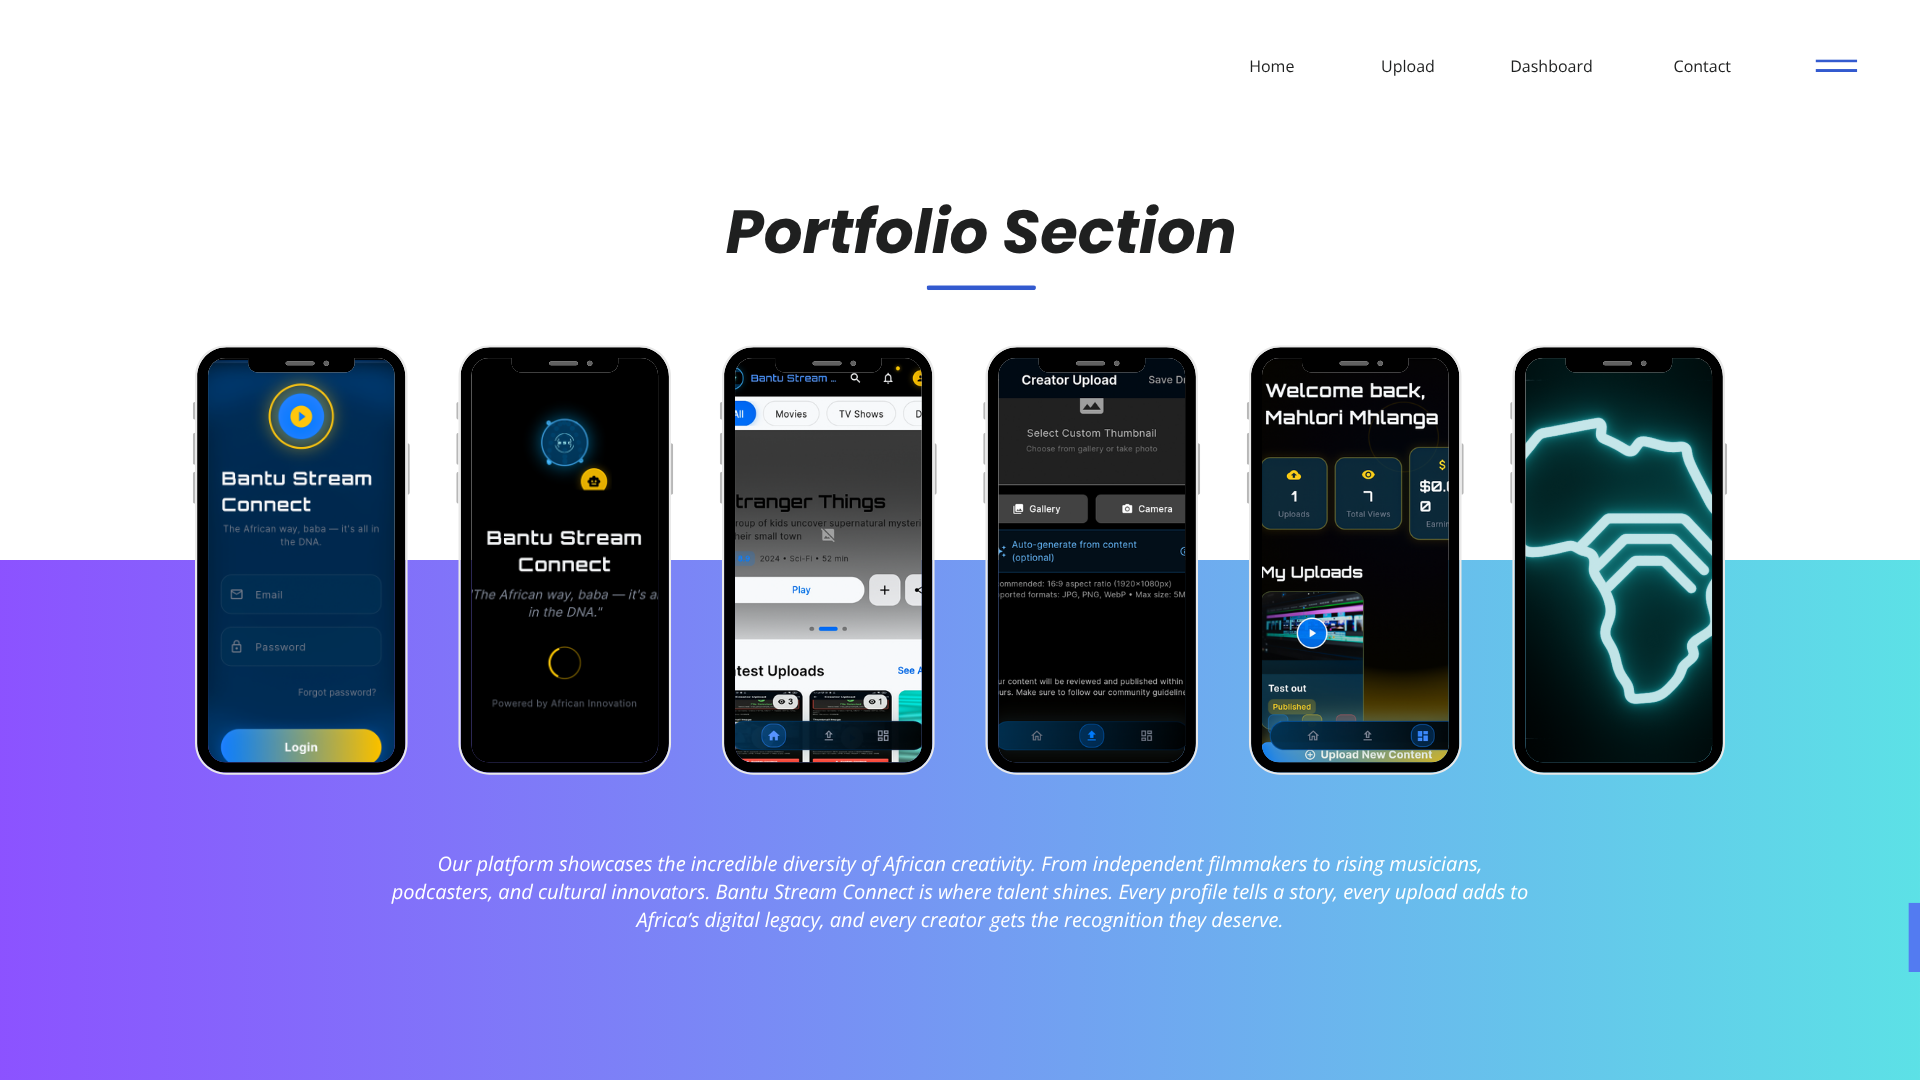 Home Upload Dashboard Contact
Portfolio Section
Bantu Stream
Connect
The African way, baba — it's all in
the DNA.
Email
Password
Forgot password?
Login
Bantu Stream
Connect
"The African way, baba — it's a
in the DNA."
Powered by African Innovation
Bantu Stream ...
All Movies TV Shows D
tranger Things
roup of kids uncover supernatural mysteri
heir small town
2024 • Sci-Fi • 52 min
Play
test Uploads See A
3 1
Creator Upload Save Dr
Select Custom Thumbnail
Choose from gallery or take photo
Gallery Camera
Auto-generate from content
(optional)
ommended: 16:9 aspect ratio (1920×1080px)
ported formats: JPG, PNG, WebP • Max size: 5M
ur content will be reviewed and published within
urs. Make sure to follow our community guideline
Welcome back,
Mahlori Mhlanga
1 7 $0.0
0
Uploads Total Views Earnin
My Uploads
Test out
Published
Upload New Content
Our platform showcases the incredible diversity of African creativity. From independent filmmakers to rising musicians,
podcasters, and cultural innovators. Bantu Stream Connect is where talent shines. Every profile tells a story, every upload adds to
Africa's digital legacy, and every creator gets the recognition they deserve.